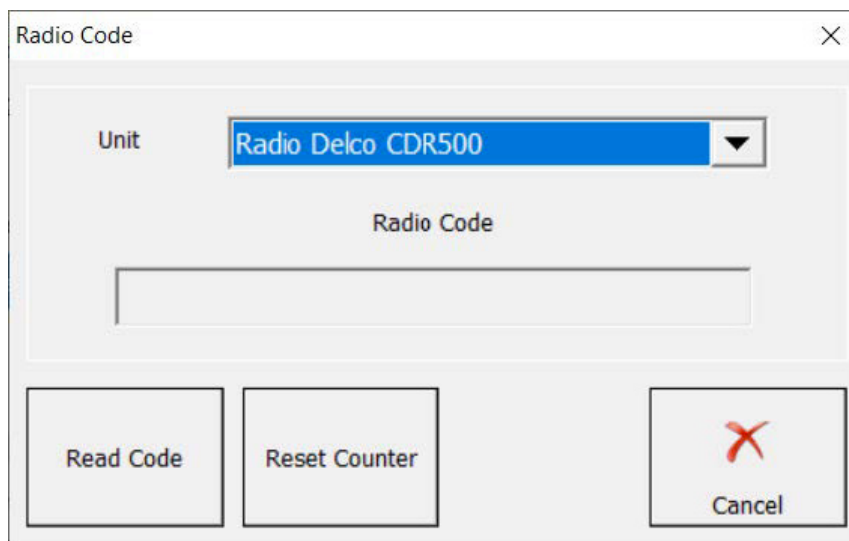 Radio Code
Unit
Radio Delco CDR500
Radio Code
Read Code
Reset Counter
Cancel